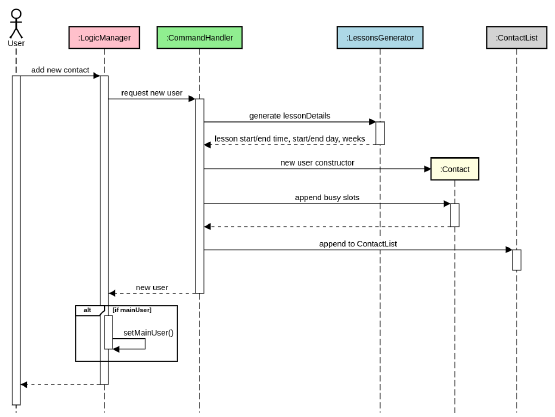 User
:LogicManager
:CommandHandler
:LessonsGenerator
:ContactList
add new contact
request new user
generate lessonDetails
lesson start/end time, start/end day, weeks
new user constructor
:Contact
append busy slots
append to ContactList
new user
alt
[if mainUser]
setMainUser()